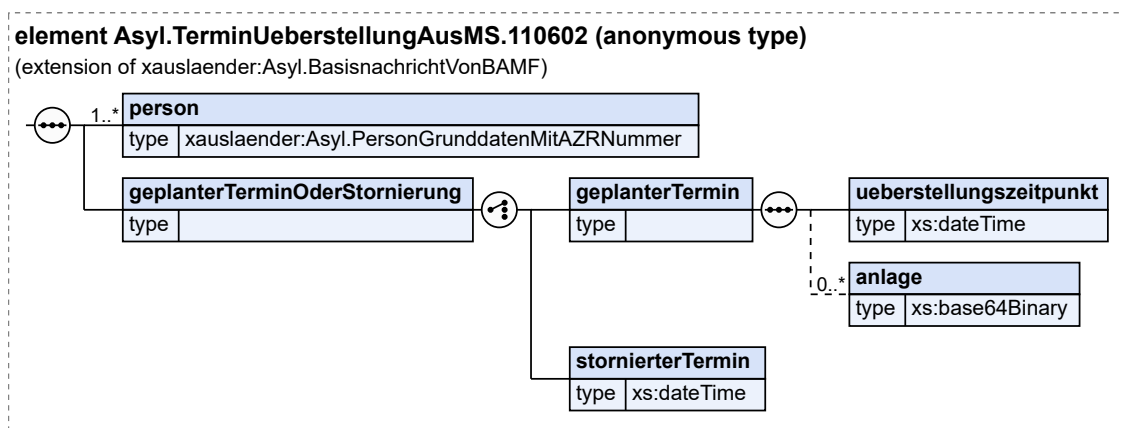 element Asyl.TerminUeberstellungAusMS.110602 (anonymous type)
(extension of xauslaender:Asyl.BasisnachrichtVonBAMF)
1..*
person
type xauslaender:Asyl.PersonGrunddatenMitAZRNummer
geplanterTerminOderStornierung
type
geplanterTermin
type
ueberstellungszeitpunkt
type xs:dateTime
0..*
anlage
type xs:base64Binary
stornierterTermin
type xs:dateTime